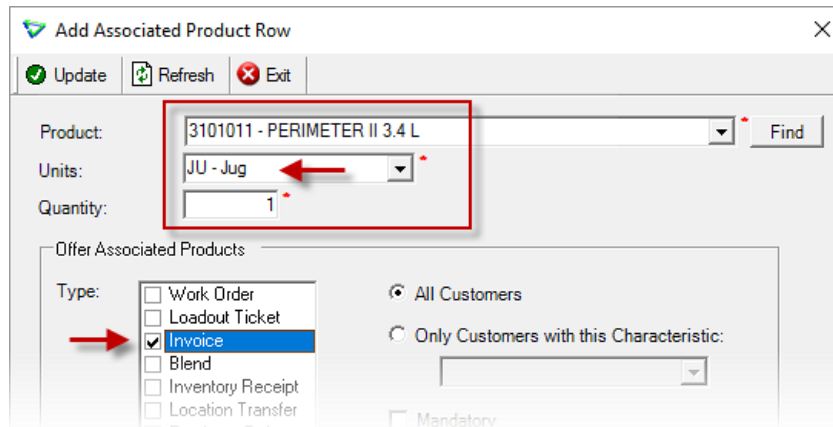 Add Associated Product Row
Update Refresh Exit
Product: 3101011 - PERIMETER II 3.4 L * Find
Units: JU - Jug *
Quantity: 1 *
Offer Associated Products
Type: Work Order All Customers
Loadout Ticket
Invoice Only Customers with this Characteristic:
Blend
Inventory Receipt
Location Transfer Mandatory